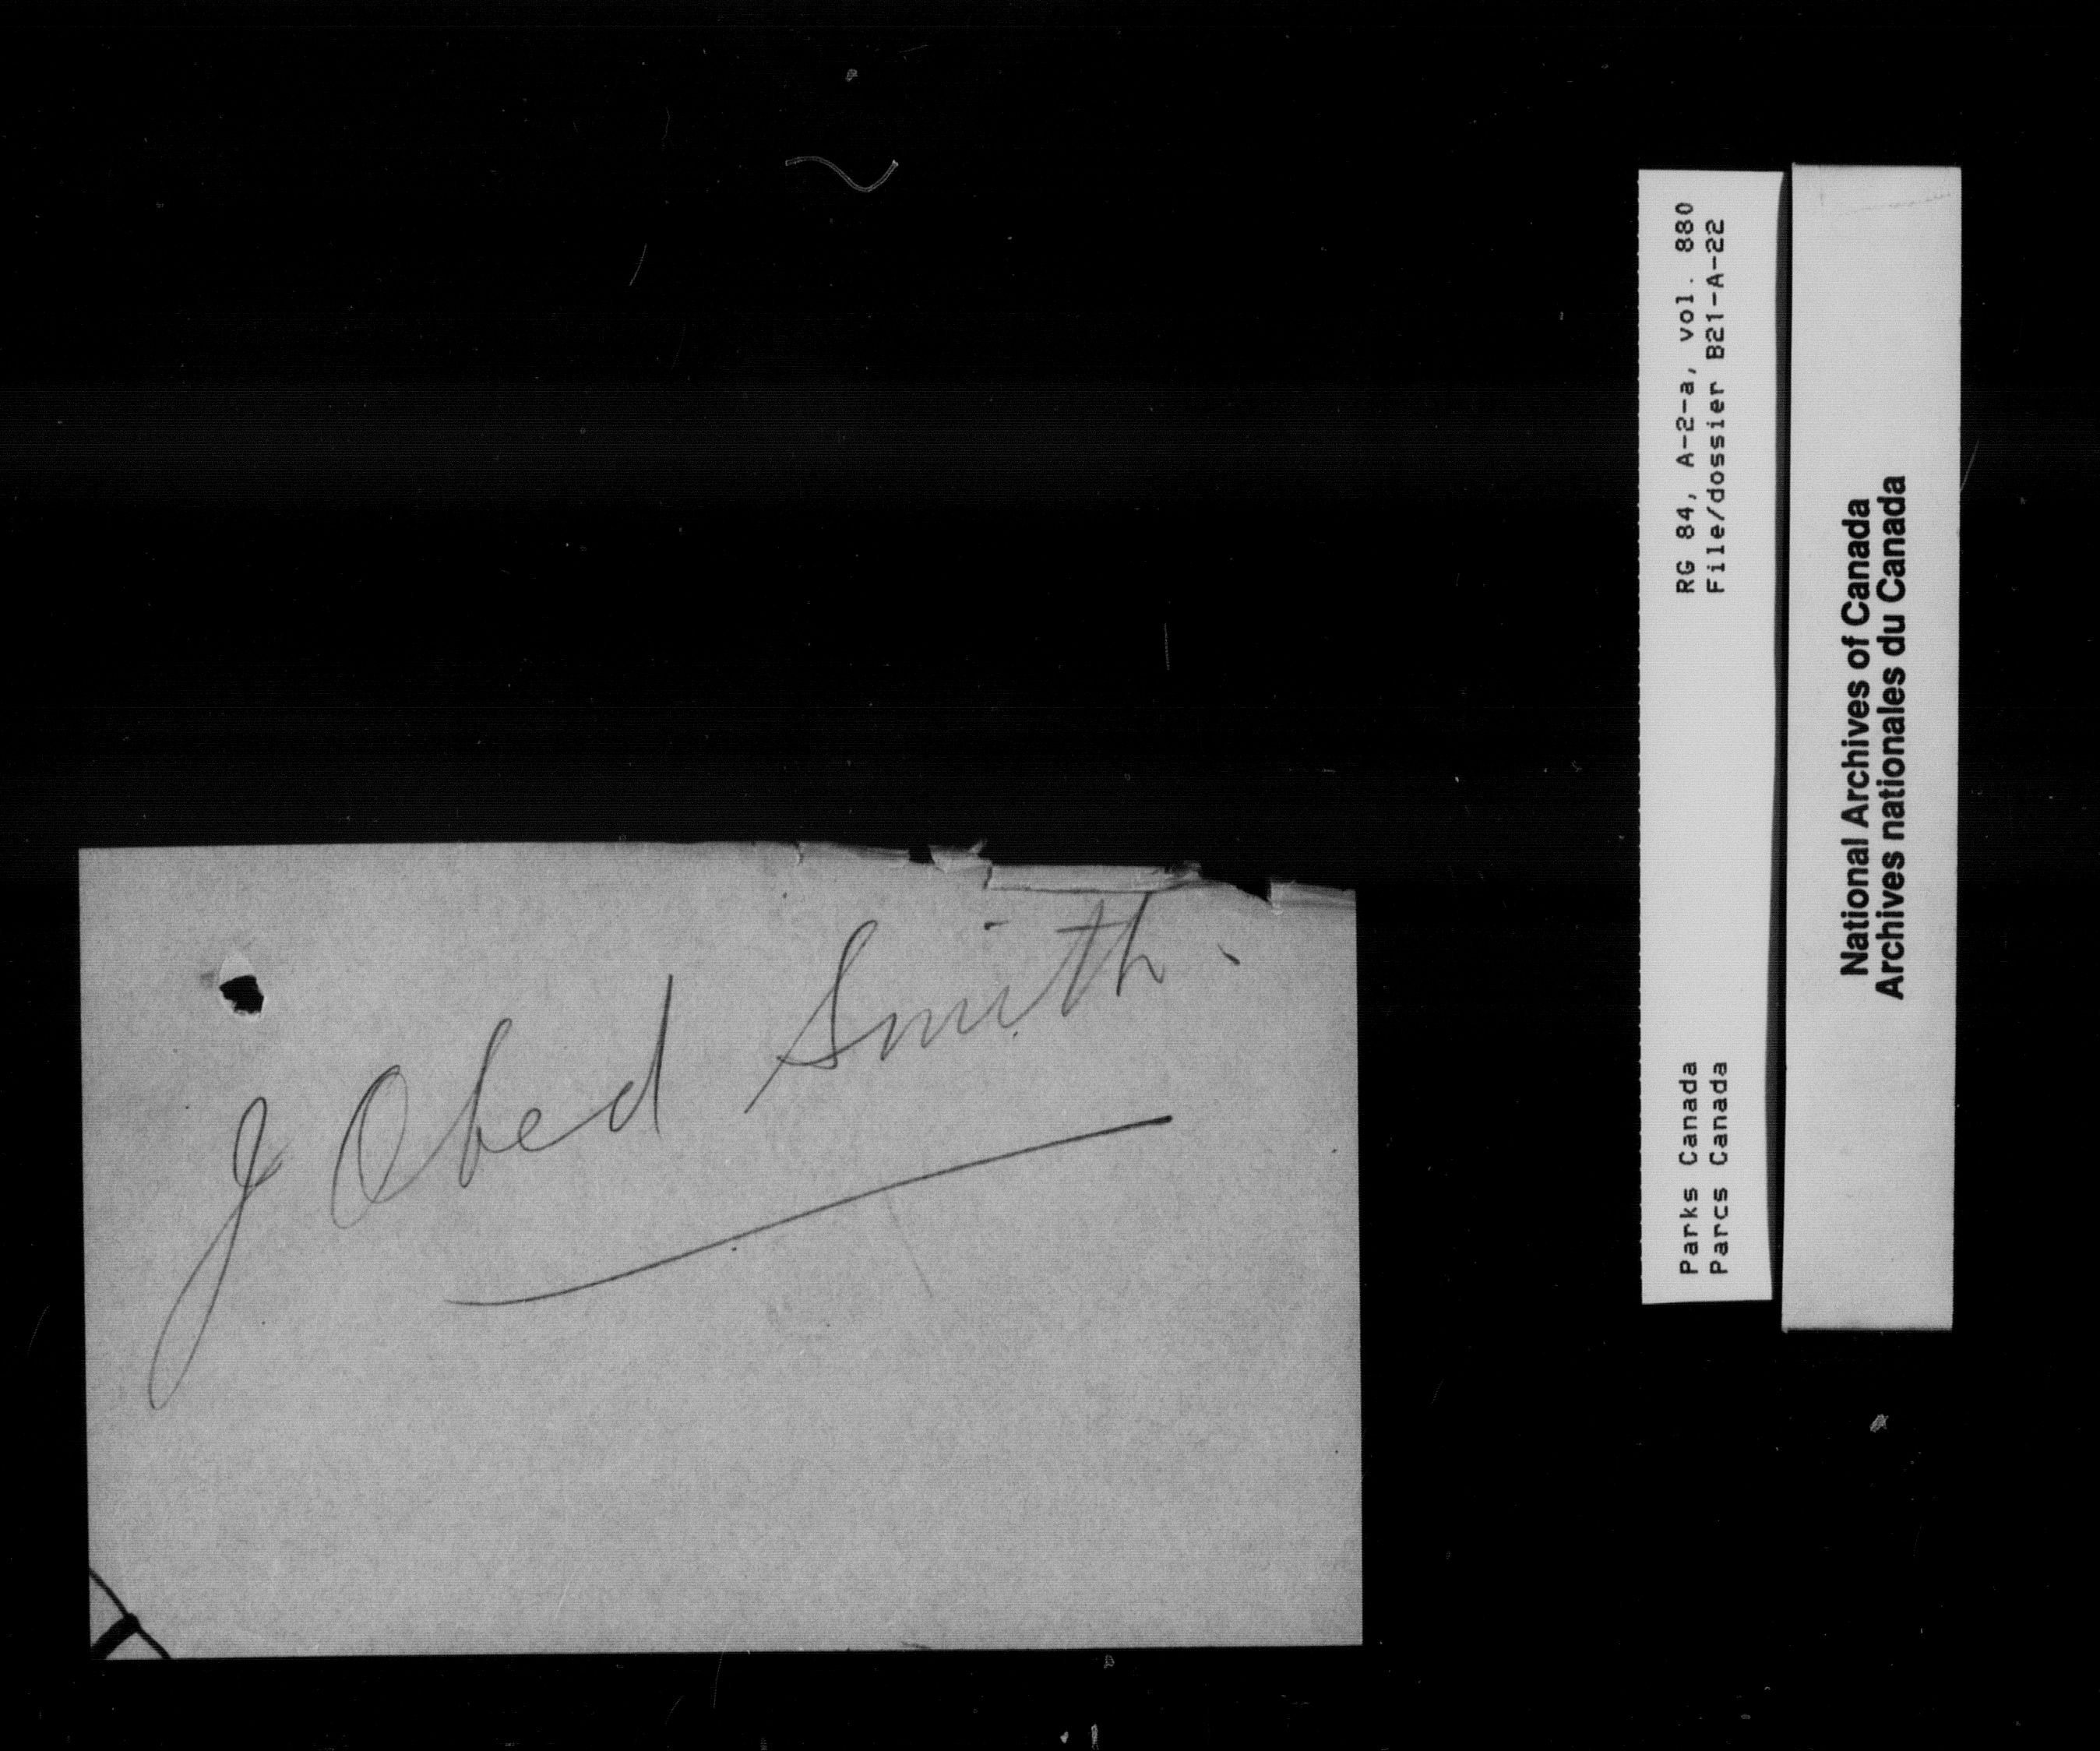 J Obed Smith.
RG 84, A-2-a, vol. 880
File/dossier B21-A-22
Parks Canada
Parcs Canada
National Archives of Canada
Archives nationales du Canada